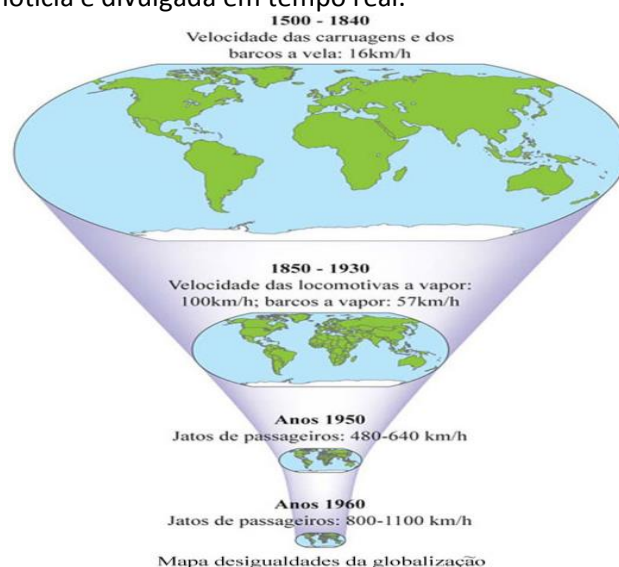 notícia é divulgada em tempo real.
1500 - 1840
Velocidade das carruagens e dos
barcos a vela: 16km/h
1850 - 1930
Velocidade das locomotivas a vapor:
100km/h; barcos a vapor: 57km/h
Anos 1950
Jatos de passageiros: 480-640 km/h
Anos 1960
Jatos de passageiros: 800-1100 km/h
Mapa desigualdades da globalização